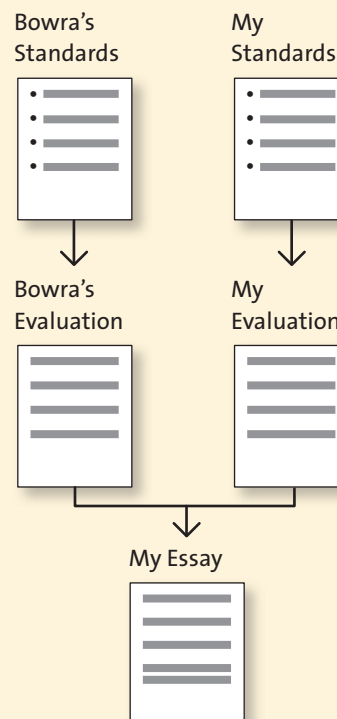 Bowra’s
Standards
My
Standards
Bowra’s
Evaluation
My
Evaluation
My Essay